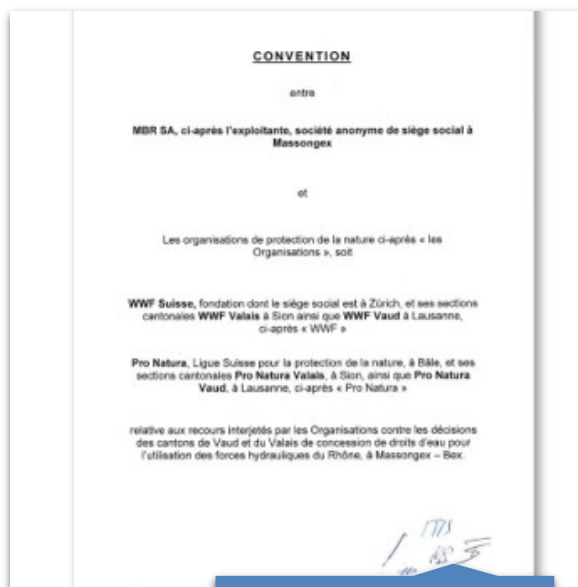 CONVENTION
entre
MBR SA, ci-après l'exploitante, société anonyme de siège social à
Massongex
et
Les organisations de protection de la nature ci-après « les
Organisations », soit
WWF Suisse, fondation dont le siège social est à Zürich, et ses sections
cantonales WWF Valais à Sion ainsi que WWF Vaud à Lausanne,
ci-après « WWF »
Pro Natura, Ligue Suisse pour la protection de la nature, à Bâle, et ses
sections cantonales Pro Natura Valais, à Sion, ainsi que Pro Natura
Vaud, à Lausanne, ci-après « Pro Natura »
relative aux recours interjetés par les Organisations contre les décisions
des cantons de Vaud et du Valais de concession de droits d'eau pour
l'utilisation des forces hydrauliques du Rhône, à Massongex – Bex.